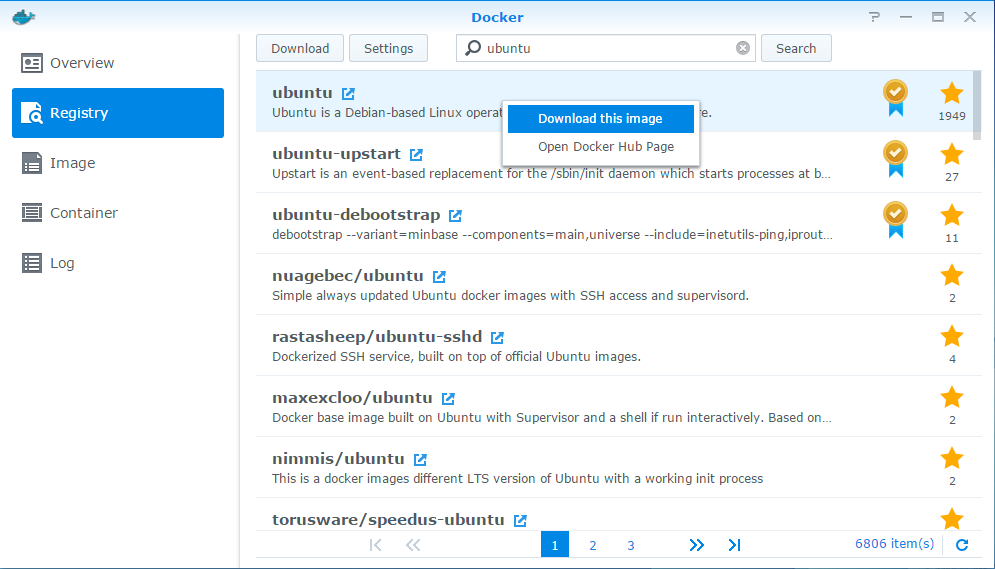 Docker
Overview
Registry
Image
Container
Log
Download
Settings
ubuntu
Search
ubuntu
Ubuntu is a Debian-based Linux operat
re.
1949
Download this image
Open Docker Hub Page
ubuntu-upstart
Upstart is an event-based replacement for the /sbin/init daemon which starts processes at b...
27
ubuntu-debootstrap
debootstrap --variant=minbase --components=main,universe --include=inetutils-ping,iprout...
11
nuagebec/ubuntu
Simple always updated Ubuntu docker images with SSH access and supervisord.
2
rastasheep/ubuntu-sshd
Dockerized SSH service, built on top of official Ubuntu images.
4
maxexcloo/ubuntu
Docker base image built on Ubuntu with Supervisor and a shell if run interactively. Based on...
2
nimmis/ubuntu
This is a docker images different LTS version of Ubuntu with a working init process
2
torusware/speedus-ubuntu
1 2 3
6806 item(s)